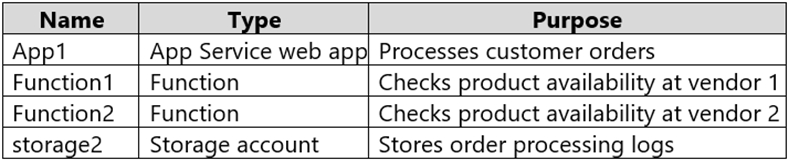 Name Type Purpose
App1 App Service web app Processes customer orders
Function1 Function Checks product availability at vendor 1
Function2 Function Checks product availability at vendor 2
storage2 Storage account Stores order processing logs